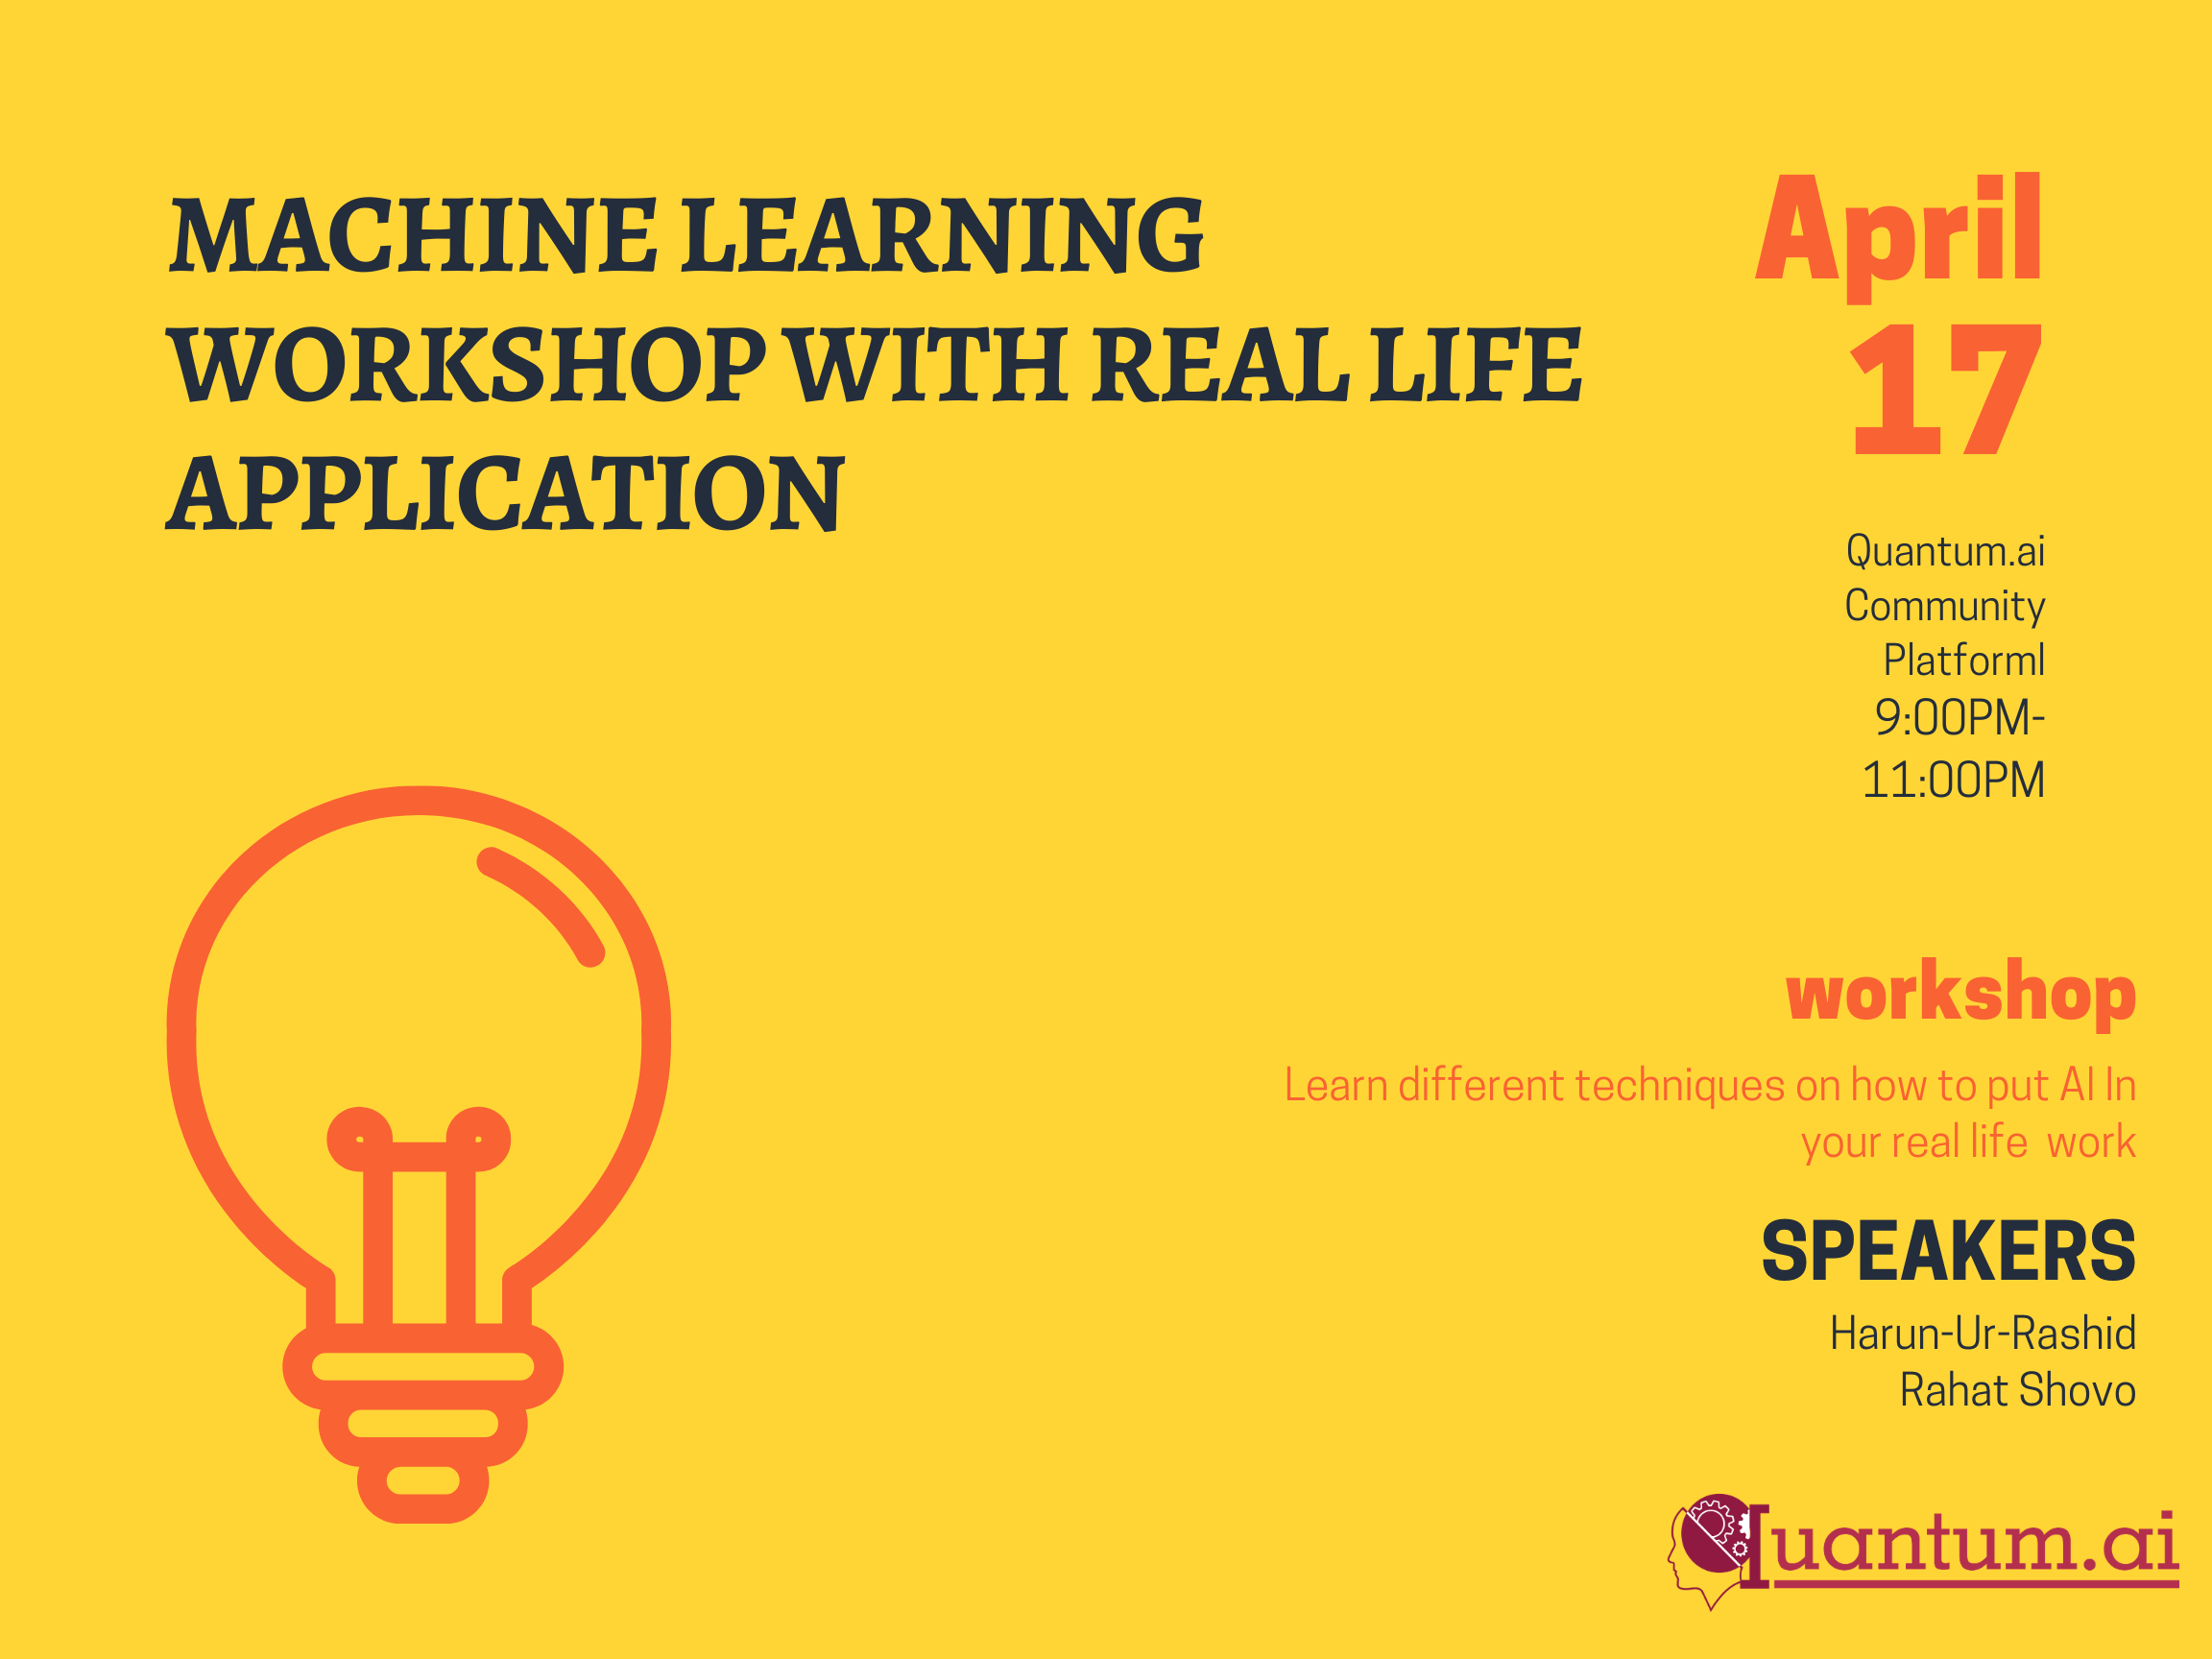 MACHINE LEARNING
WORKSHOP WITH REAL LIFE
APPLICATION
April
17
Quantum.ai
Community
Platforml
9:00PM-
11:00PM
workshop
Learn different techniques on how to put AI In
your real life  work
SPEAKERS
Harun-Ur-Rashid
Rahat Shovo
quantum.ai